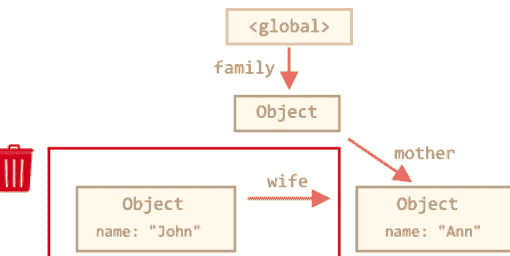 <global>
family
Object
mother
wife
Object
name: "John"
Object
name: "Ann"